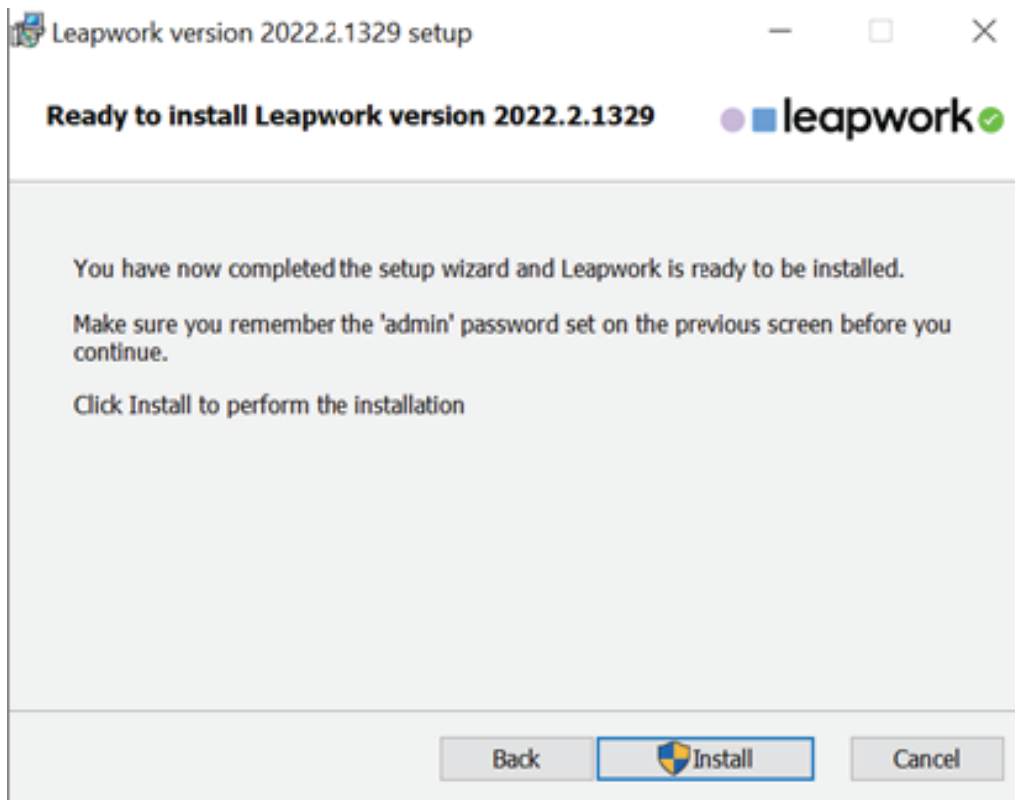 Leapwork version 2022.2.1329 setup
Ready to install Leapwork version 2022.2.1329
leapwork
You have now completed the setup wizard and Leapwork is ready to be installed.
Make sure you remember the 'admin' password set on the previous screen before you
continue.
Click Install to perform the installation
Back
Install
Cancel